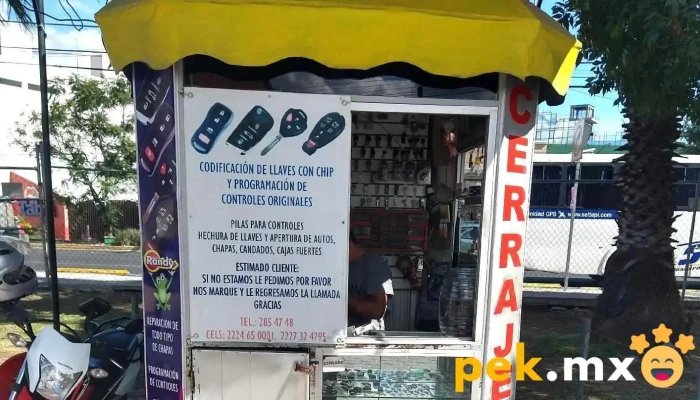 CODIFICACIÓN DE LLAVES CON CHIP
Y PROGRAMACIÓN DE
CONTROLES ORIGINALES
PILAS PARA CONTROLES
HECHURA DE LLAVES Y APERTURA DE AUTOS,
CHAPAS, CANDADOS, CAJAS FUERTES
ESTIMADO CLIENTE:
SI NO ESTAMOS LE PEDIMOS POR FAVOR
NOS MARQUE Y LE REGRESAMOS LA LLAMADA
GRACIAS
TEL.: 285 47 48
CELS: 2224 65 0001, 2227 32 4795
Randy
REPARACIÓN DE
TODO TIPO
DE CHAPAS
PROGRAMACIÓN
DE CONTROLES
CERRAJE
pek.mx